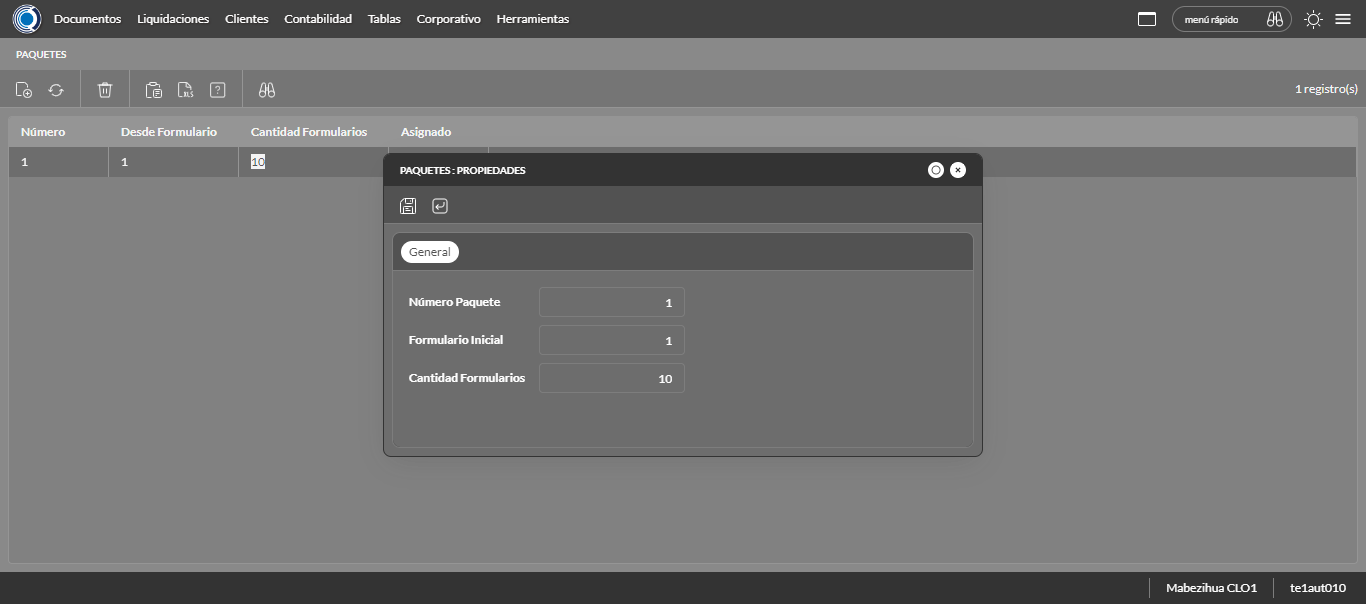 Documentos Liquidaciones Clientes Contabilidad Tablas Corporativo Herramientas menú rápido
PAQUETES
XLS ? 1 registro(s)
Número Desde Formulario Cantidad Formularios Asignado
1 1 10
PAQUETES : PROPIEDADES
General
Número Paquete 1
Formulario Inicial 1
Cantidad Formularios 10
Mabezihua CLO1 te1aut010